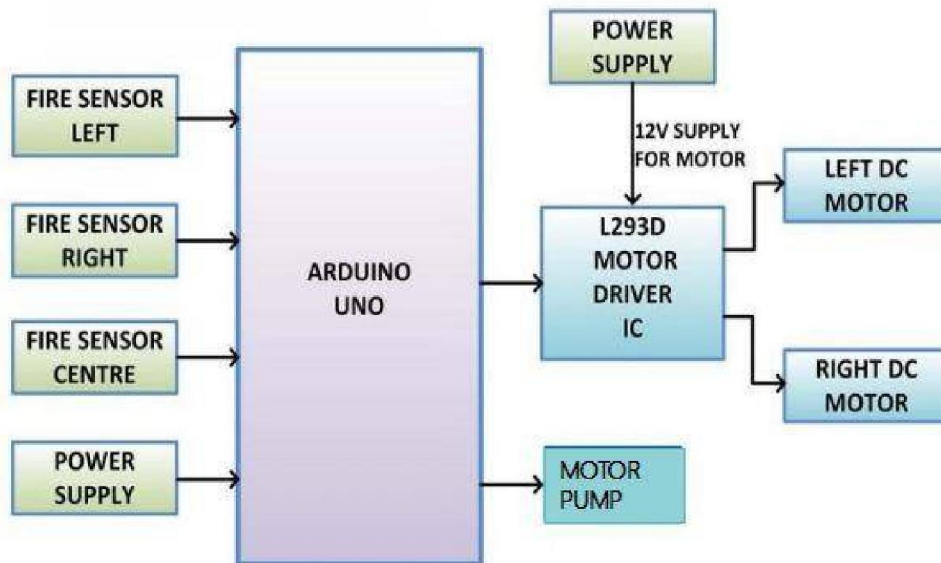 FIRE SENSOR
LEFT
FIRE SENSOR
RIGHT
FIRE SENSOR
CENTRE
POWER
SUPPLY
ARDUINO
UNO
POWER
SUPPLY
12V SUPPLY
FOR MOTOR
L293D
MOTOR
DRIVER
IC
LEFT DC
MOTOR
RIGHT DC
MOTOR
MOTOR
PUMP